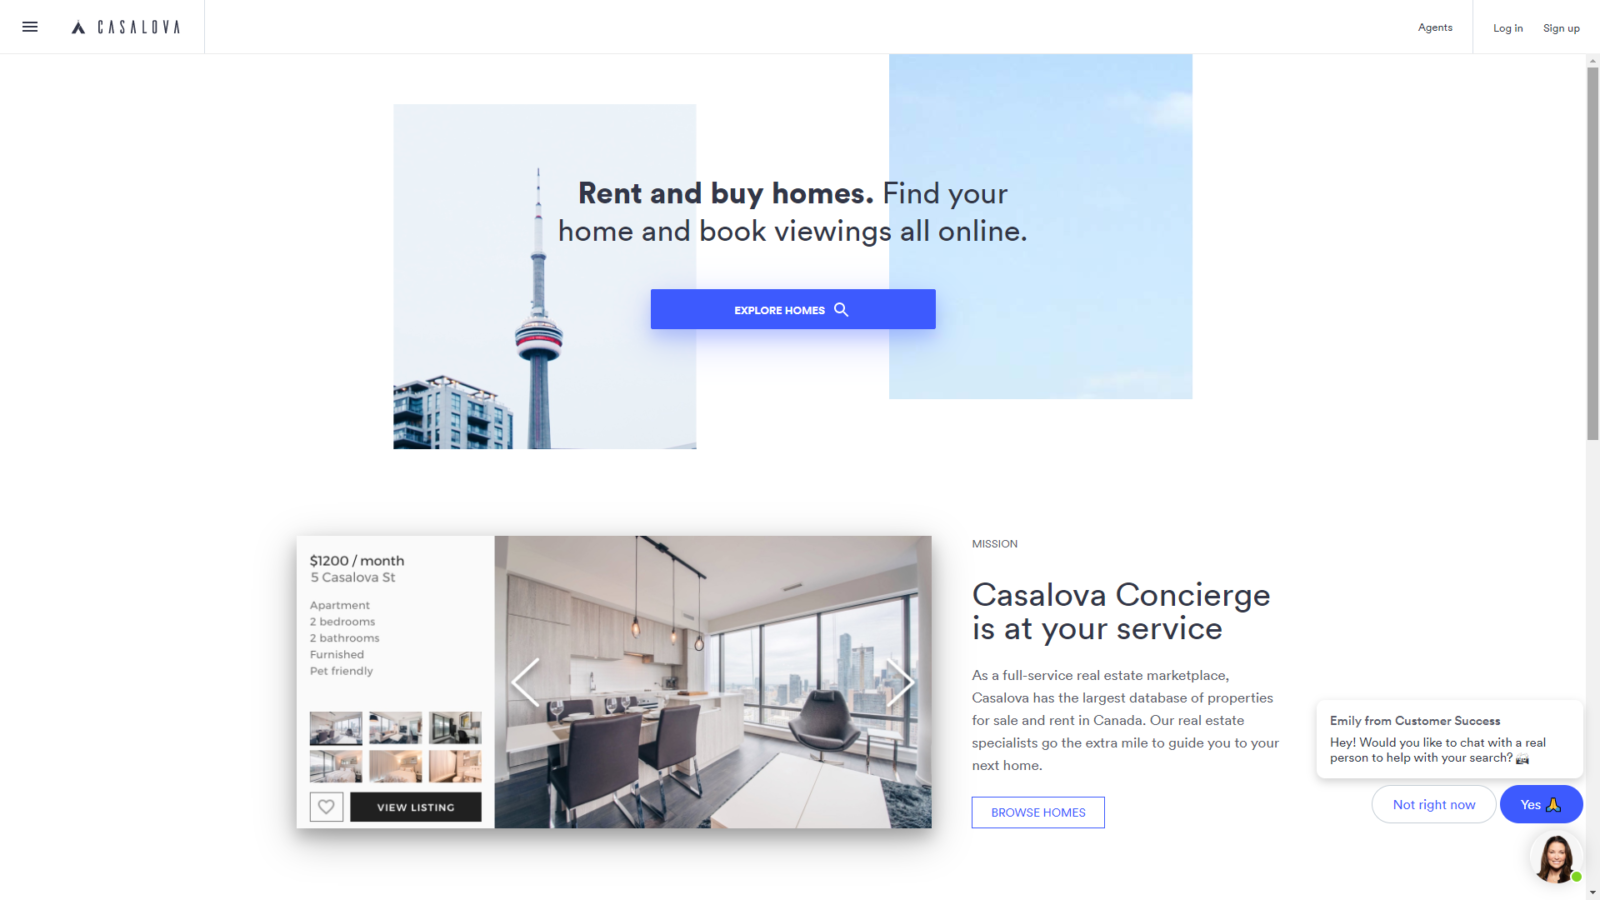 CASALOVA
Agents
Log in
Sign up
Rent and buy homes. Find your
home and book viewings all online.
EXPLORE HOMES
$1200 / month
5 Casalova St
Apartment
2 bedrooms
2 bathrooms
Furnished
Pet friendly
VIEW LISTING
MISSION
Casalova Concierge
is at your service
As a full-service real estate marketplace,
Casalova has the largest database of properties
for sale and rent in Canada. Our real estate
specialists go the extra mile to guide you to your
next home.
BROWSE HOMES
Emily from Customer Success
Hey! Would you like to chat with a real
person to help with your search?
Not right now
Yes 🙏